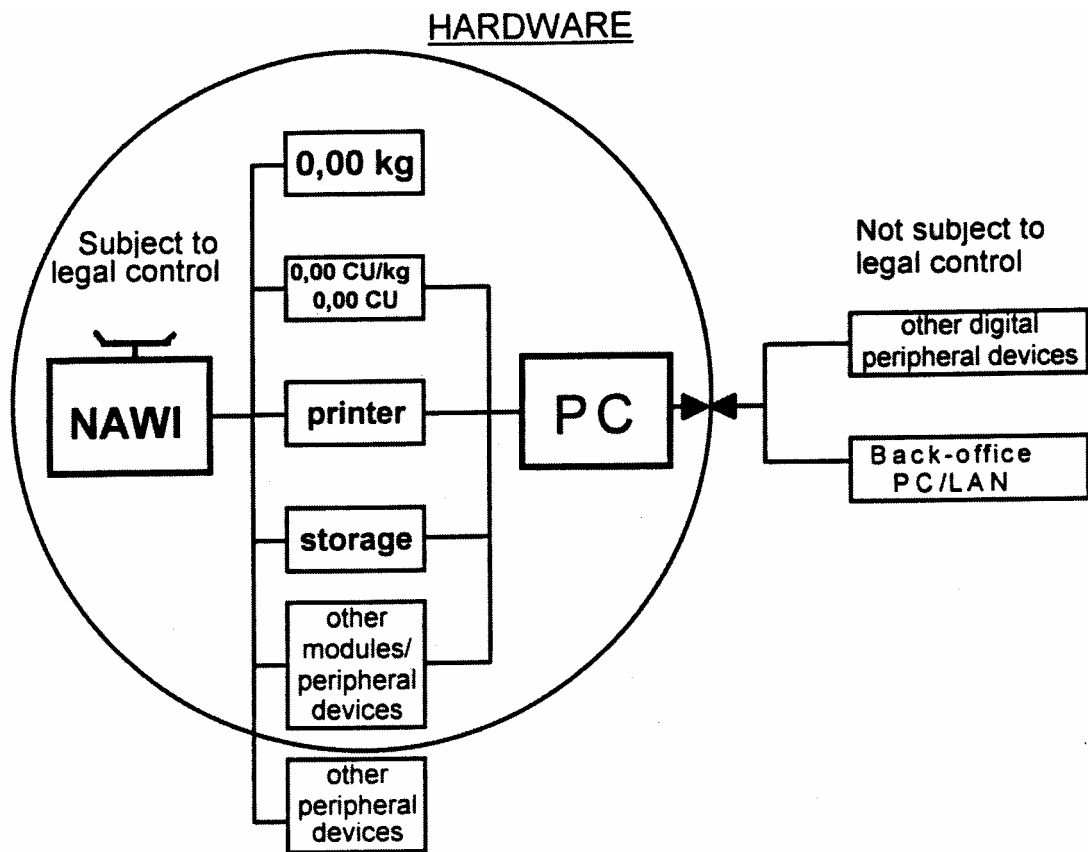 HARDWARE
0,00 kg
Subject to
legal control
0,00 CU/kg
0,00 CU
Not subject to
legal control
other digital
peripheral devices
NAWI
printer
PC
Back-office
PC/LAN
storage
other
modules/
peripheral
devices
other
peripheral
devices